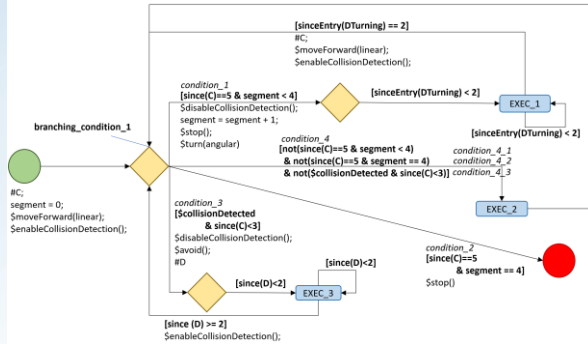 [sinceEntry(DTurning) == 2]
#C;
$moveForward(linear);
$enableCollisionDetection();
condition_1
[since(C)==5 & segment < 4]
$disableCollisionDetection();
segment = segment + 1;
$stop();
$turn(angular)
[sinceEntry(DTurning) < 2]
EXEC_1
[sinceEntry(DTurning) < 2]
branching_condition_1
condition_4
[not(since(C)==5 & segment < 4)
& not(since(C)==5 & segment == 4)
& not($collisionDetected & since(C)<3)]
condition_4_1
condition_4_2
condition_4_3
EXEC_2
#C;
segment = 0;
$moveForward(linear);
$enableCollisionDetection();
condition_3
[$collisionDetected
& since(C)<3]
$disableCollisionDetection();
$avoid();
#D
condition_2
[since(C)==5
& segment == 4]
$stop()
[since(D)<2]
[since(D)<2]
EXEC_3
[since (D) >= 2]
$enableCollisionDetection();